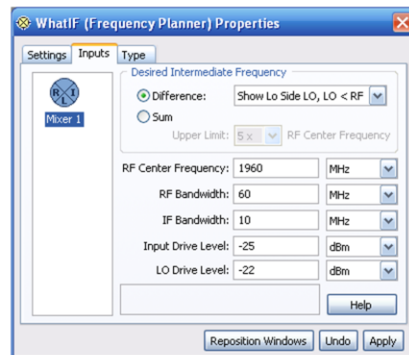 WhatIF (Frequency Planner) Properties
Settings Inputs Type
Desired Intermediate Frequency
R I L
Mixer 1
Difference: Show Lo Side LO, LO < RF
Sum
Upper Limit: 5 x RF Center Frequency
RF Center Frequency: 1960 MHz
RF Bandwidth: 60 MHz
IF Bandwidth: 10 MHz
Input Drive Level: -25 dBm
LO Drive Level: -22 dBm
Help
Reposition Windows Undo Apply